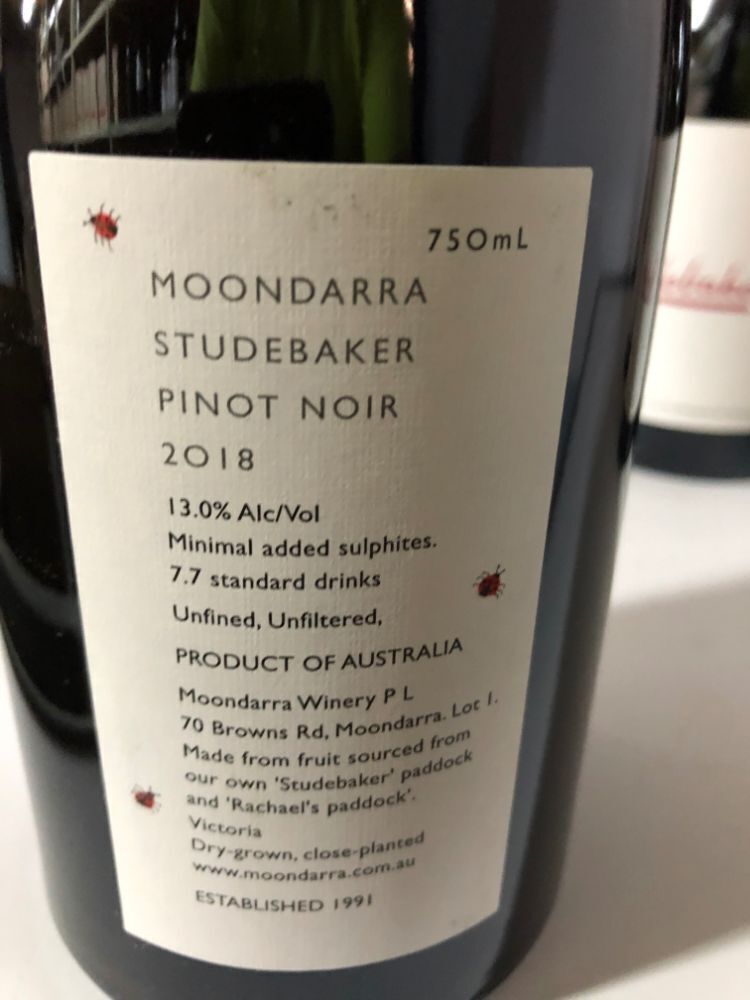 750mL
MOONDARRA
STUDEBAKER
PINOT NOIR
2018
13.0% Alc/Vol
Minimal added sulphites.
7.7 standard drinks
Unfined, Unfiltered,
PRODUCT OF AUSTRALIA
Moondarra Winery P L
70 Browns Rd, Moondarra. Lot 1.
Made from fruit sourced from
our own 'Studebaker' paddock
and 'Rachael's paddock'.
Victoria
Dry-grown, close-planted
www.moondarra.com.au
ESTABLISHED 1991